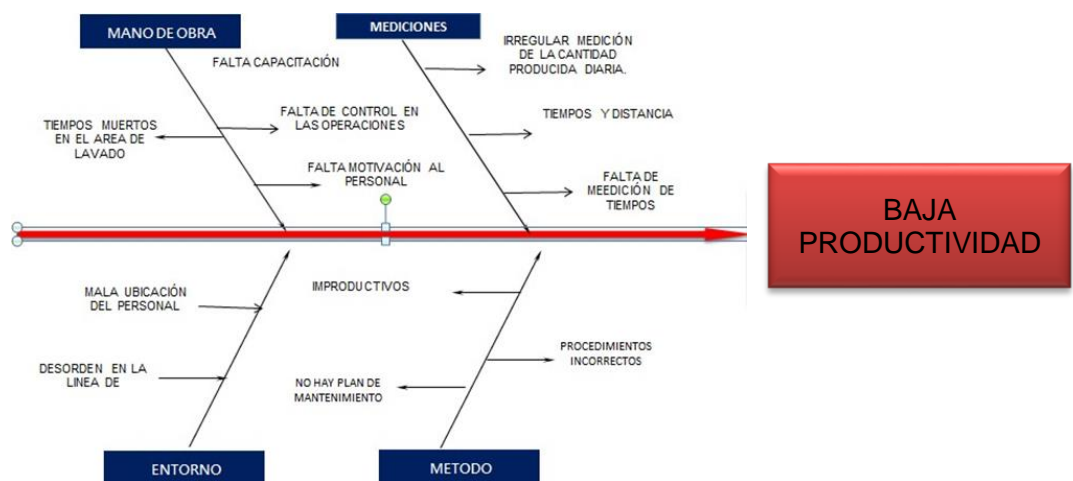 MANO DE OBRA
FALTA CAPACITACIÓN
TIEMPOS MUERTOS
EN EL AREA DE
LAVADO
FALTA DE CONTROL EN
LAS OPERACIONES
FALTA MOTIVACIÓN AL
PERSONAL
MEDICIONES
IRREGULAR MEDICIÓN
DE LA CANTIDAD
PRODUCIDA DIARIA.
TIEMPOS Y DISTANCIA
FALTA DE
MEEDICIÓN DE
TIEMPOS
BAJA
PRODUCTIVIDAD
MALA UBICACIÓN
DEL PERSONAL
DESORDEN EN LA
LINEA DE
ENTORNO
IMPRODUCTIVOS
PROCEDIMIENTOS
INCORRECTOS
NO HAY PLAN DE
MANTENIMIENTO
METODO